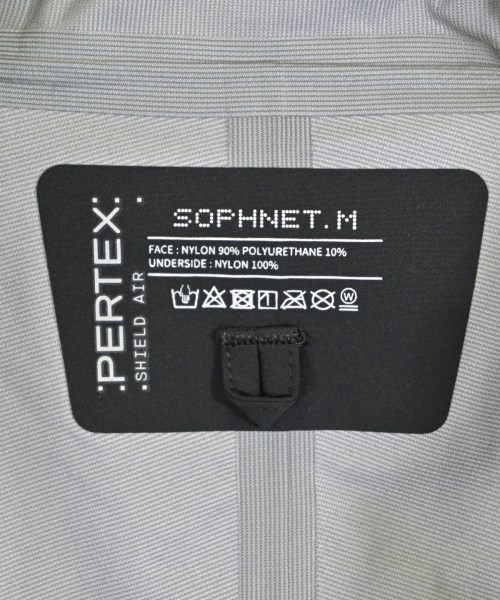 PERTEX
SHIELD AIR
SOPHNET.M
FACE : NYLON 90% POLYURETHANE 10%
UNDERSIDE : NYLON 100%
W